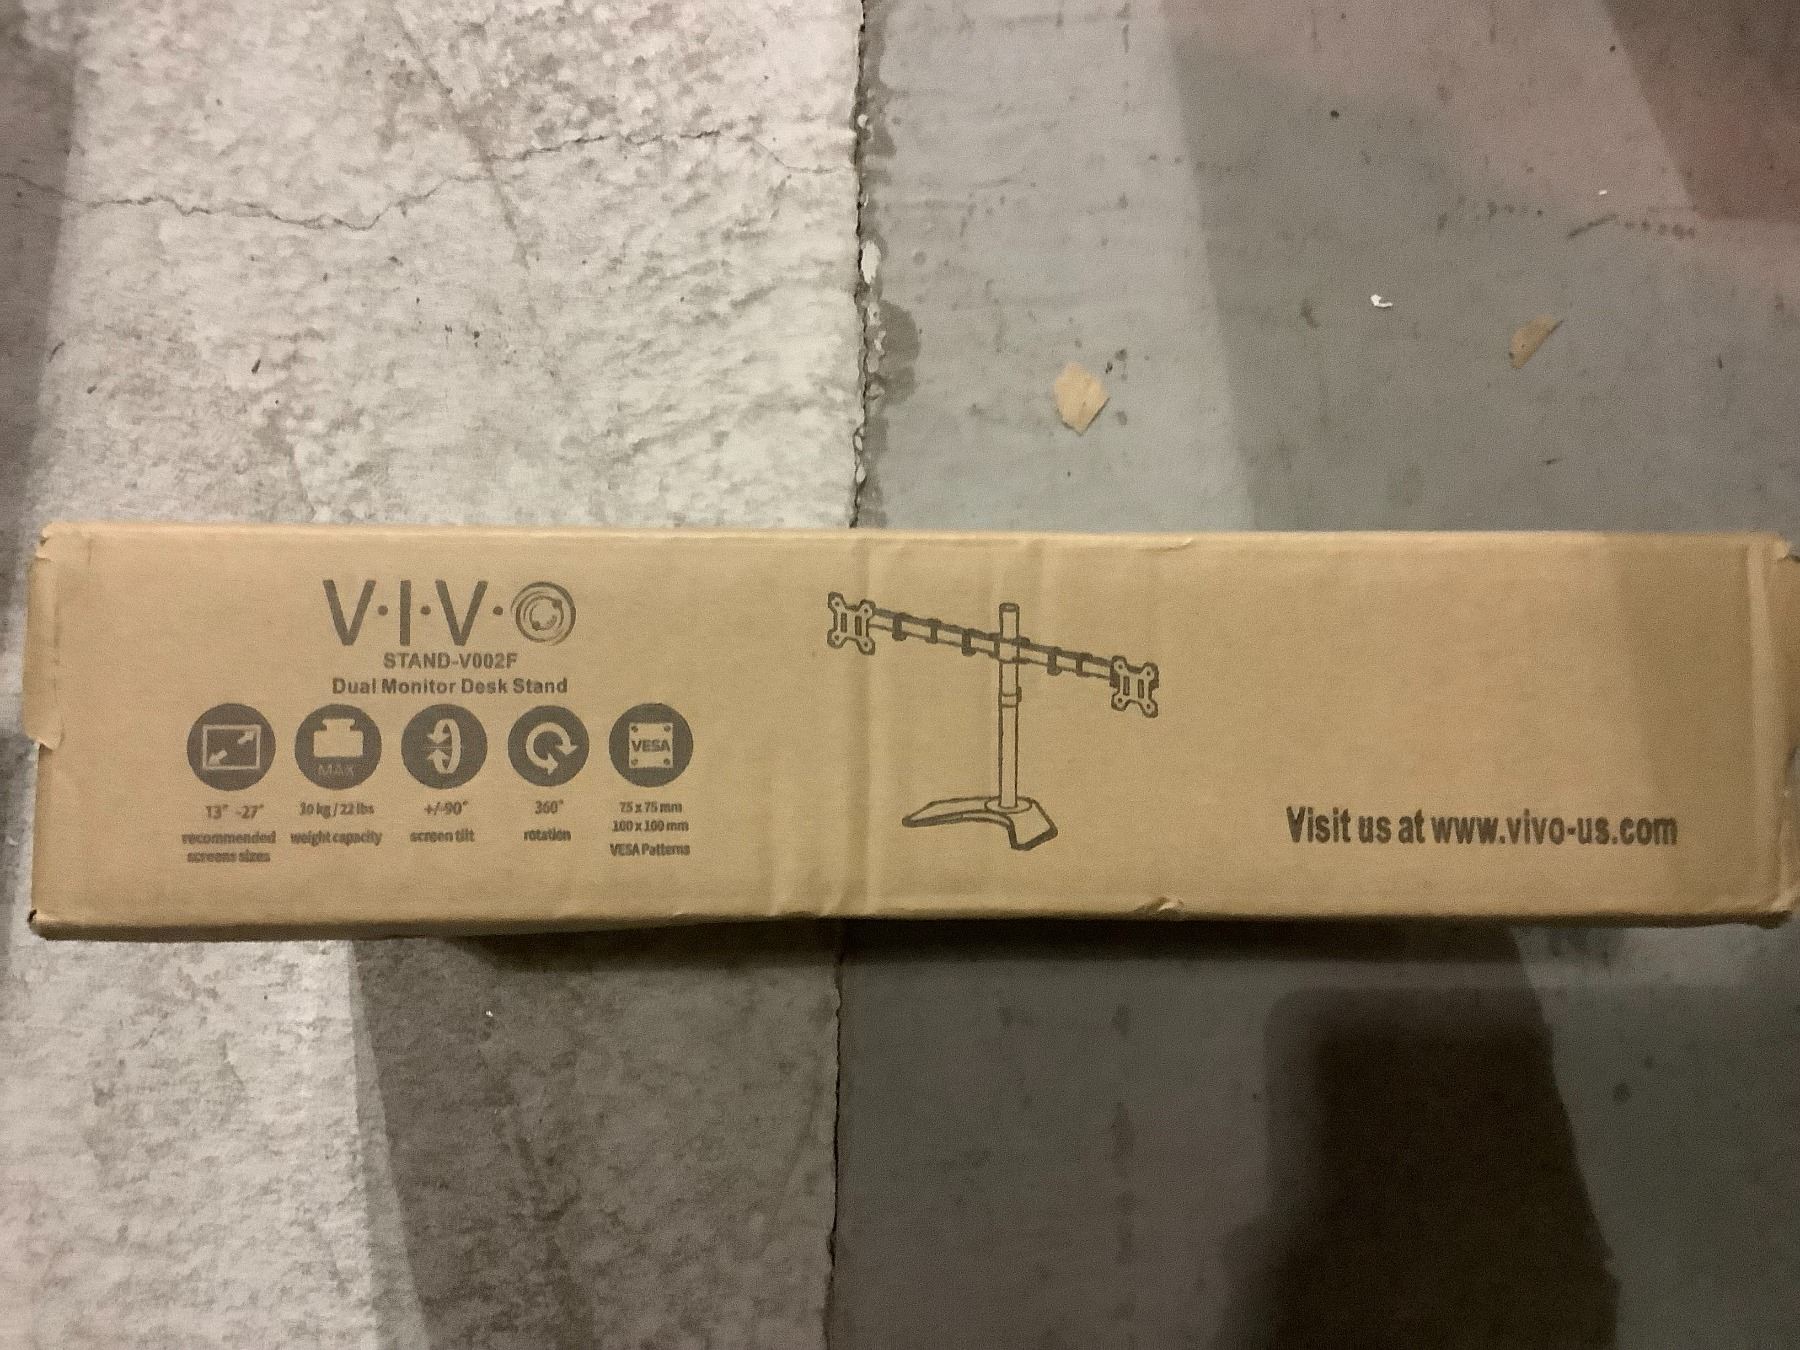 V·I·V·O
STAND-V002F
Dual Monitor Desk Stand
MAX
VESA
13" -27"
recommended
screens sizes
10 kg / 22 lbs
weight capacity
+/-90°
screen tilt
360°
rotation
75 x 75 mm
100 x 100 mm
VESA Patterns
Visit us at www.vivo-us.com